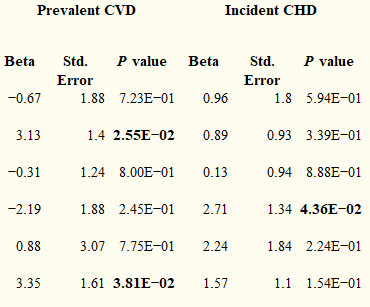 Prevalent CVD Incident CHD
Beta Std. Error P value Beta Std. Error P value
−0.67 1.88 7.23E−01 0.96 1.8 5.94E−01
3.13 1.4 2.55E−02 0.89 0.93 3.39E−01
−0.31 1.24 8.00E−01 0.13 0.94 8.88E−01
−2.19 1.88 2.45E−01 2.71 1.34 4.36E−02
0.88 3.07 7.75E−01 2.24 1.84 2.24E−01
3.35 1.61 3.81E−02 1.57 1.1 1.54E−01